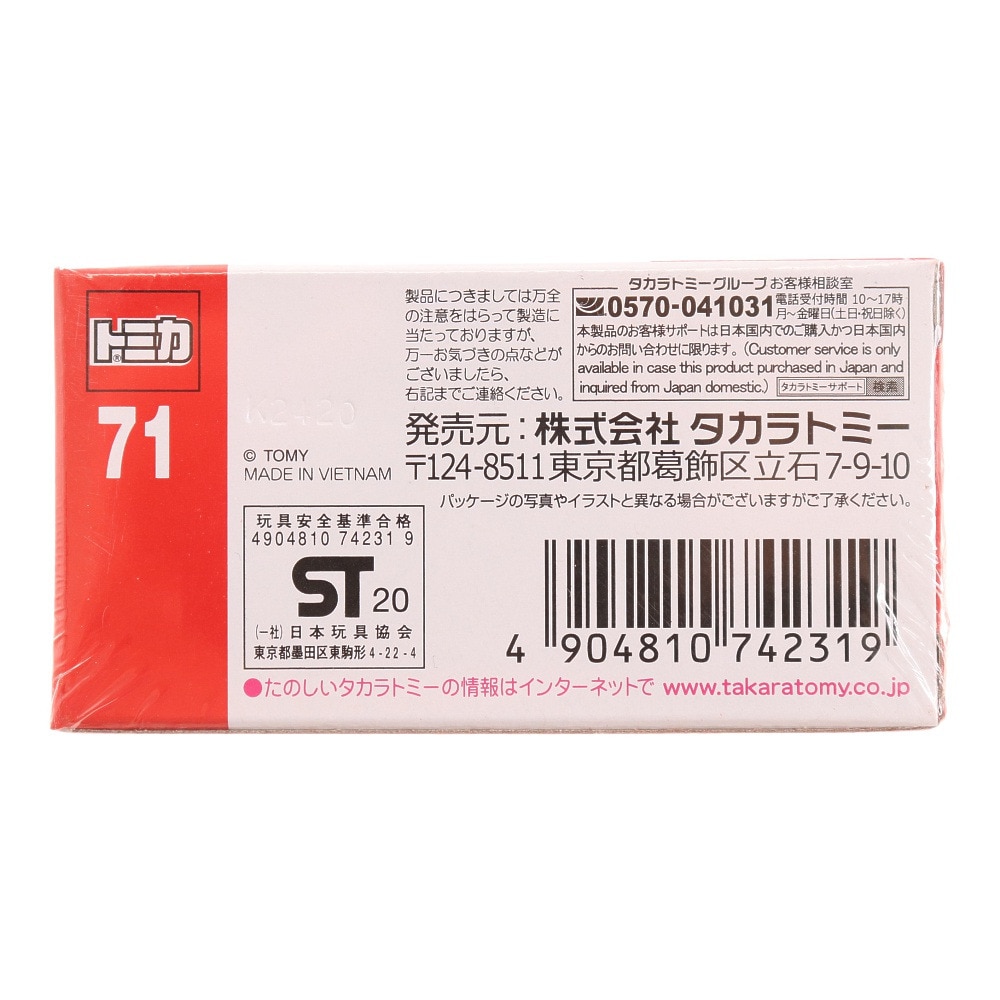 トミカ®
71
製品につきましては万全
の注意をはらって製造に
当たっておりますが、
万一お気づきの点などが
ございましたら、
右記までご連絡ください。
タカラトミーグループ お客様相談室
0570-041031 電話受付時間 10~17時
月~金曜日(土日・祝日除く)
本製品のお客様サポートは日本国内でのご購入かつ日本国内
からのお問い合わせに限ります。(Customer service is only
available in case this product purchased in Japan and
inquired from Japan domestic.) タカラトミーサポート 検索
K2420
© TOMY
MADE IN VIETNAM
発売元:株式会社 タカラトミー
〒124-8511 東京都葛飾区立石7-9-10
パッケージの写真やイラストと異なる場合がございますがご了承ください。
玩具安全基準合格
4904810 74231 9
ST 20
(一社)日本玩具協会
東京都墨田区東駒形4-22-4
4 904810 742319
●たのしいタカラトミーの情報はインターネットで www.takaratomy.co.jp